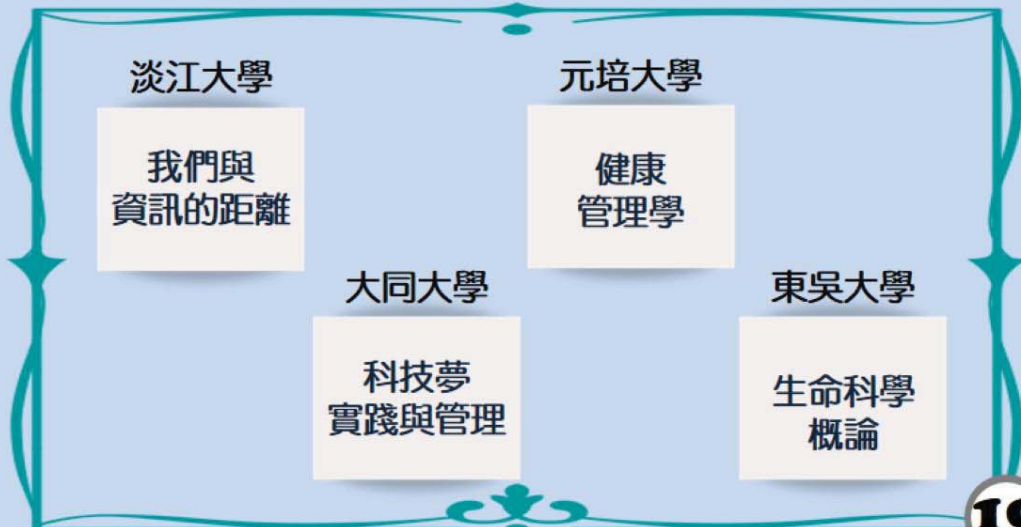 淡江大學
我們與
資訊的距離
元培大學
健康
管理學
大同大學
科技夢
實踐與管理
東吳大學
生命科學
概論